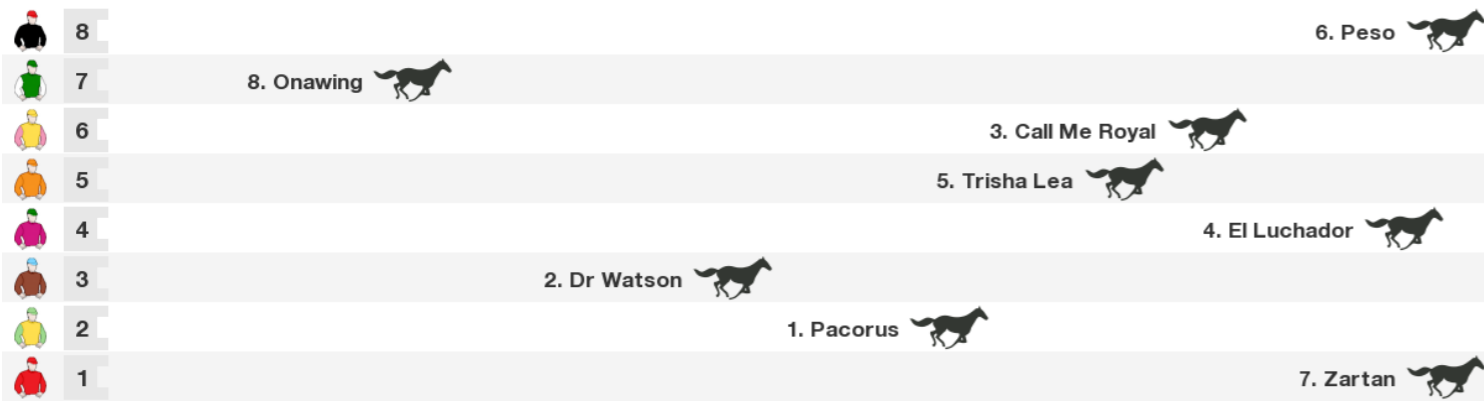 8 6. Peso
7 8. Onawing
6 3. Call Me Royal
5 5. Trisha Lea
4 4. El Luchador
3 2. Dr Watson
2 1. Pacorus
1 7. Zartan